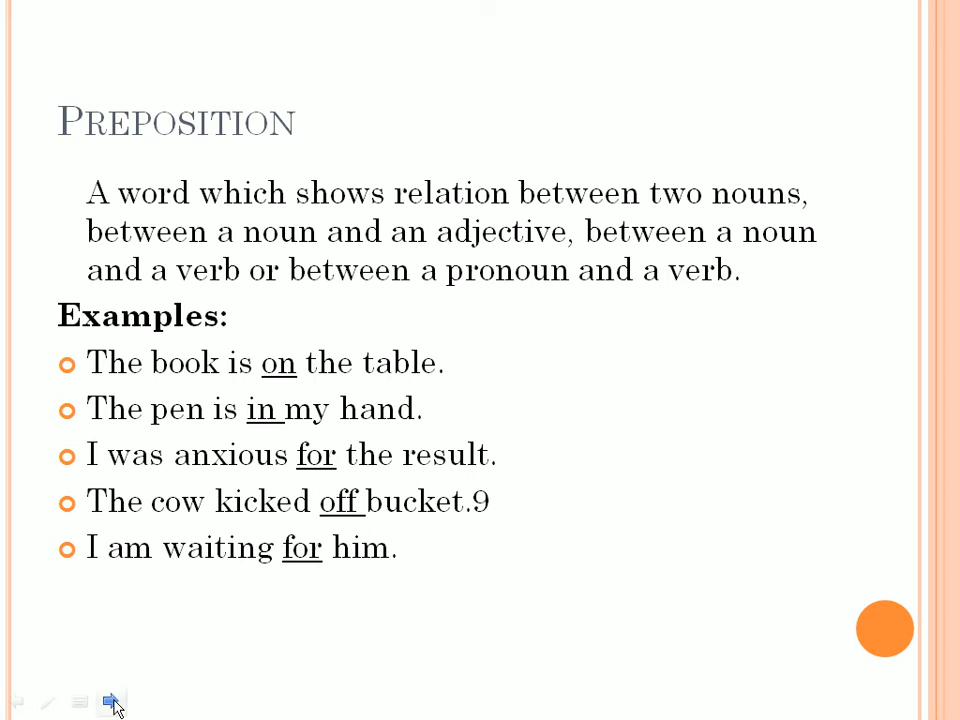 PREPOSITION
A word which shows relation between two nouns,
between a noun and an adjective, between a noun
and a verb or between a pronoun and a verb.
Examples:
The book is on the table.
The pen is in my hand.
I was anxious for the result.
The cow kicked off bucket.9
I am waiting for him.